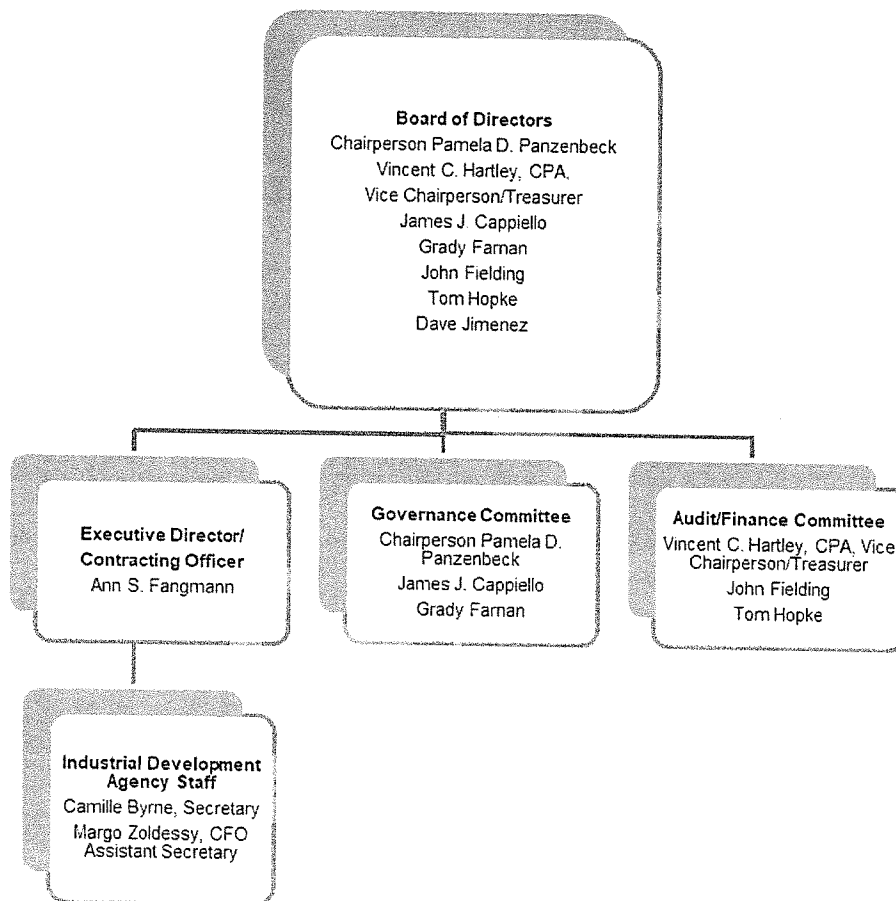 Board of Directors
Chairperson Pamela D. Panzenbeck
Vincent C. Hartley, CPA,
Vice Chairperson/Treasurer
James J. Cappiello
Grady Farnan
John Fielding
Tom Hopke
Dave Jimenez
Executive Director/
Contracting Officer
Ann S. Fangmann
Governance Committee
Chairperson Pamela D.
Panzenbeck
James J. Cappiello
Grady Farnan
Audit/Finance Committee
Vincent C. Hartley, CPA, Vice
Chairperson/Treasurer
John Fielding
Tom Hopke
Industrial Development
Agency Staff
Camille Byrne, Secretary
Margo Zoldessy, CFO
Assistant Secretary